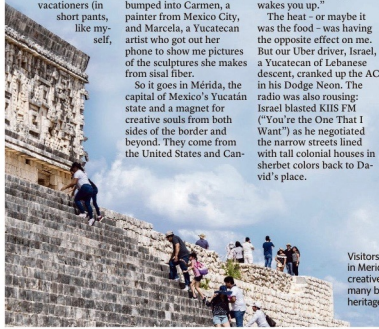 vacationers (in
short pants,
like my-
self,
bumped into Carmen, a
painter from Mexico City,
and Marcela, a Yucatecan
artist who got out her
phone to show me pictures
of the sculptures she makes
from sisal fiber.
So it goes in Mérida, the
capital of Mexico's Yucatán
state and a magnet for
creative souls from both
sides of the border and
beyond. They come from
the United States and Can-
wakes you up."
The heat – or maybe it
was the food – was having
the opposite effect on me.
But our Uber driver, Israel,
a Yucatecan of Lebanese
descent, cranked up the AC
in his Dodge Neon. The
radio was also rousing:
Israel blasted KIIS FM
("You're the One That I
Want") as he negotiated
the narrow streets lined
with tall colonial houses in
sherbet colors back to Da-
vid's place.
Visitors
in Merid
creative
many b
heritage